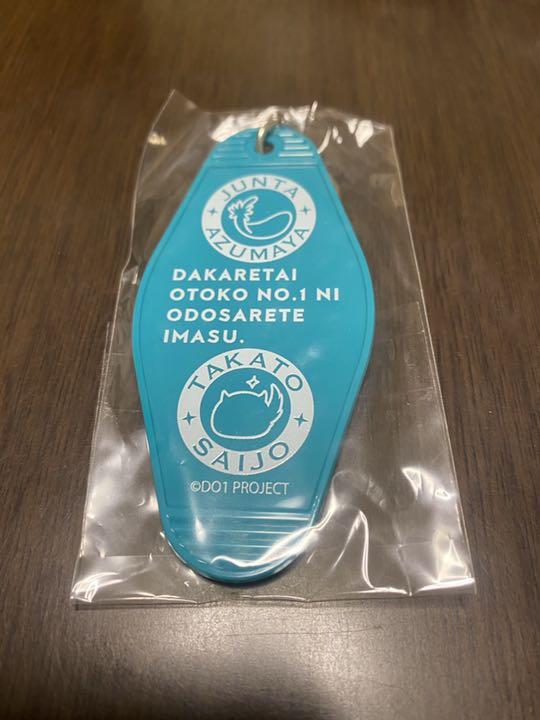 JUNTA
AZUMAYA
DAKARETAI
OTOKO NO.1 NI
ODOSARETE
IMASU.
TAKATO
SAIJO
©DO1 PROJECT